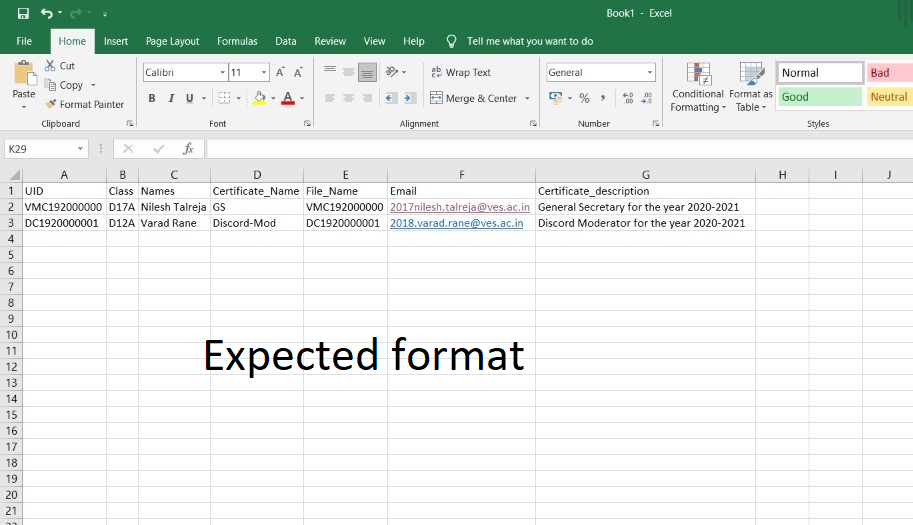 Book1 - Excel
File Home Insert Page Layout Formulas Data Review View Help Tell me what you want to do
Paste
Cut
Copy
Format Painter
Clipboard
Calibri 11 A A
B I U A
Font
ab Wrap Text
Merge & Center
Alignment
General
% ,
Number
Conditional Formatting
Format as Table
Normal Bad
Good Neutral
Styles
K29 fx
A B C D E F G H I J
1 UID Class Names Certificate_Name File_Name Email Certificate_description
2 VMC192000000 D17A Nilesh Talreja GS VMC192000000 2017nilesh.talreja@ves.ac.in General Secretary for the year 2020-2021
3 DC1920000001 D12A Varad Rane Discord-Mod DC1920000001 2018.varad.rane@ves.ac.in Discord Moderator for the year 2020-2021
4
5
6
7
8
9
10
11
12
13
14
15
16
17
18
19
20
21
Expected format